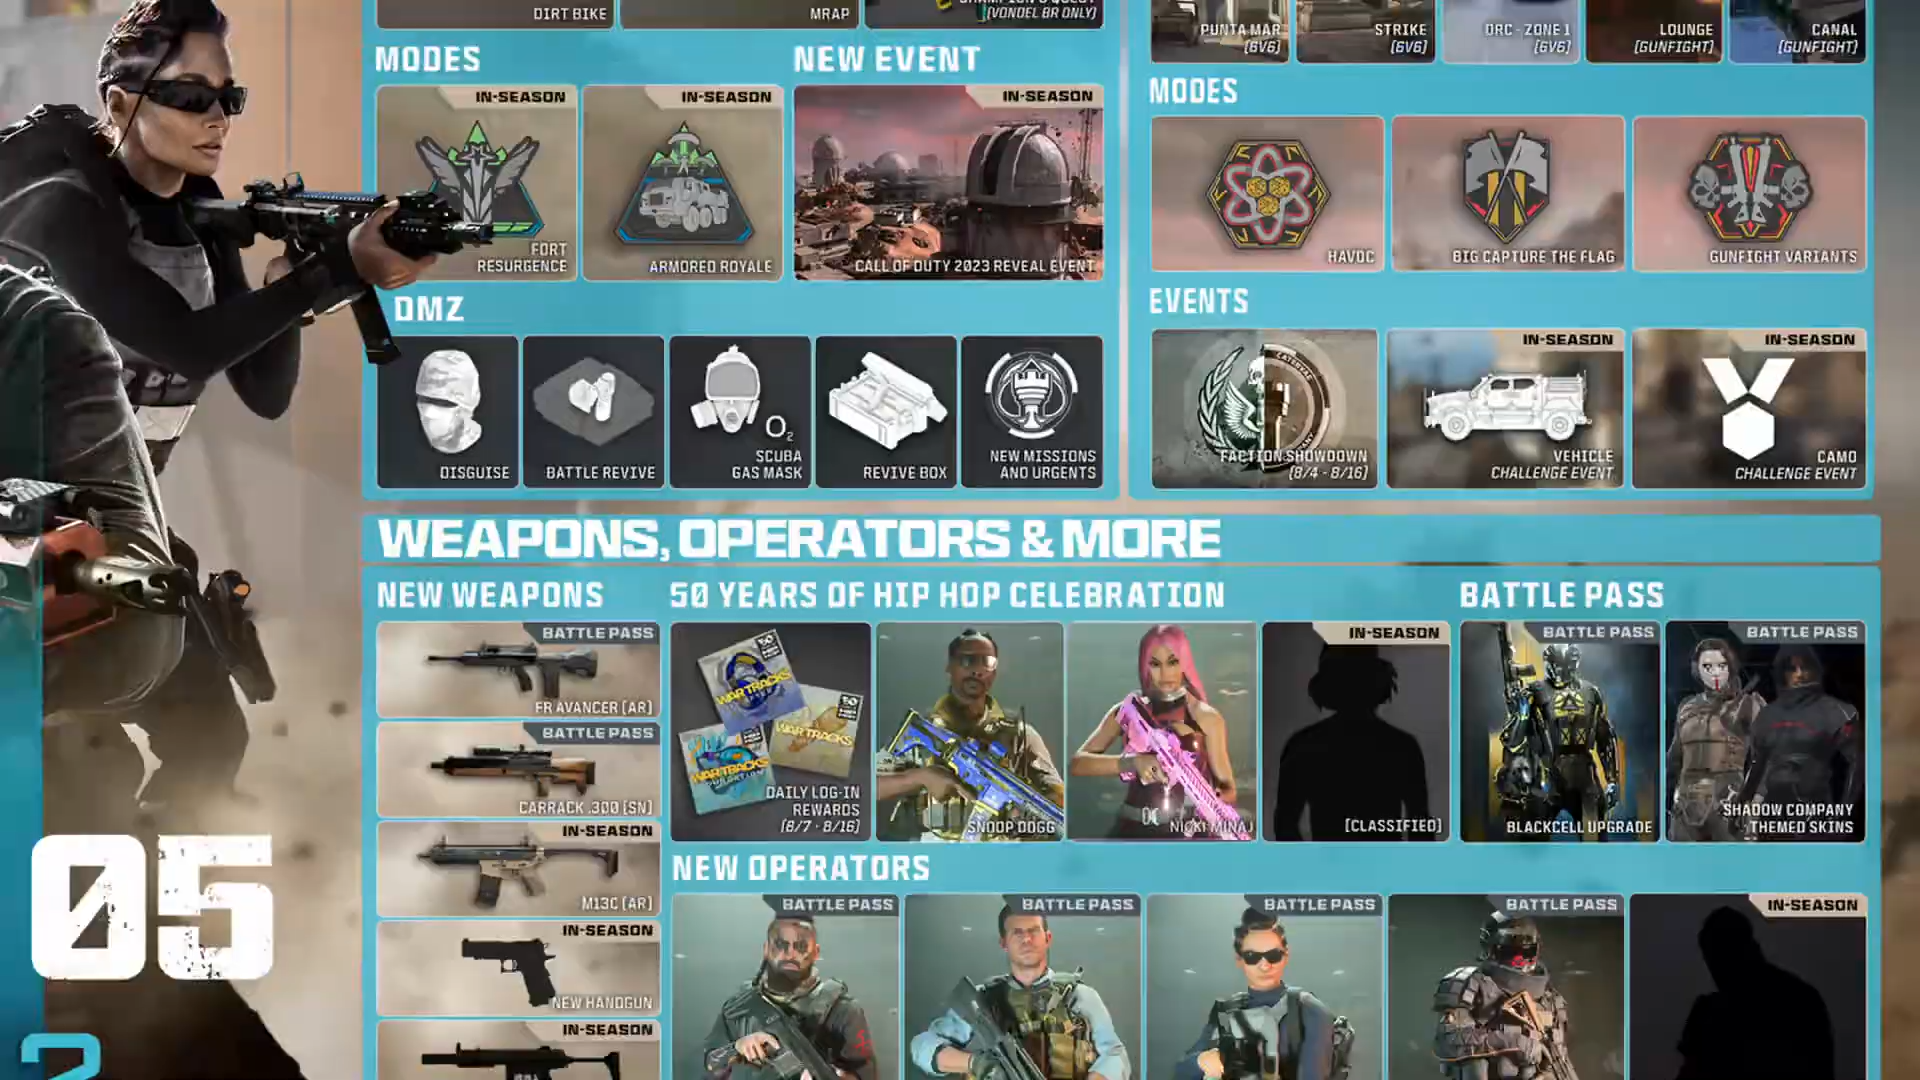 DIRT BIKE
MRAP
(VONDEL BR ONLY)
PUNTA MAR
(6V6)
STRIKE
(6V6)
DRC - ZONE 1
(6V6)
LOUNGE
(GUNFIGHT)
CANAL
(GUNFIGHT)
MODES
IN-SEASON
FORT
RESURGENCE
IN-SEASON
ARMORED ROYALE
NEW EVENT
IN-SEASON
CALL OF DUTY 2023 REVEAL EVENT
MODES
HAVOC
BIG CAPTURE THE FLAG
GUNFIGHT VARIANTS
DMZ
DISGUISE
BATTLE REVIVE
O2
SCUBA
GAS MASK
REVIVE BOX
NEW MISSIONS
AND URGENTS
EVENTS
FACTION SHOWDOWN
(8/4 - 8/16)
IN-SEASON
VEHICLE
CHALLENGE EVENT
IN-SEASON
CAMO
CHALLENGE EVENT
WEAPONS, OPERATORS & MORE
NEW WEAPONS
BATTLE PASS
FR AVANCER (AR)
BATTLE PASS
CARRACK .300 (SN)
IN-SEASON
M13C (AR)
IN-SEASON
NEW HANDGUN
IN-SEASON
50 YEARS OF HIP HOP CELEBRATION
WAR TRACKS
WAR TRACKS
WAR TRACKS
DAILY LOG-IN
REWARDS
(8/7 - 8/16)
SNOOP DOGG
NICKI MINAJ
IN-SEASON
(CLASSIFIED)
BATTLE PASS
BATTLE PASS
BLACKCELL UPGRADE
BATTLE PASS
SHADOW COMPANY
THEMED SKINS
NEW OPERATORS
BATTLE PASS
BATTLE PASS
BATTLE PASS
BATTLE PASS
IN-SEASON
05